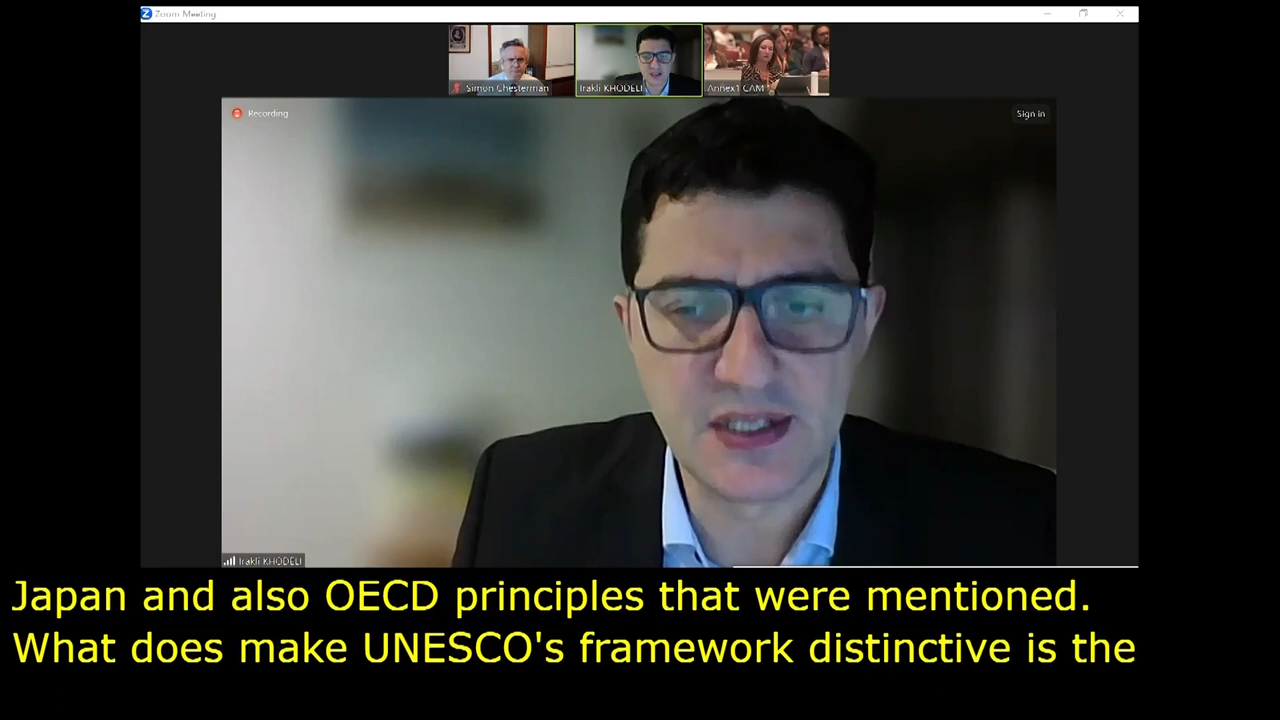 Zoom Meeting
Simon Chesterman
Irakli KHODELI
Annex1 CAM
Recording
Sign in
Irakli KHODELI
Japan and also OECD principles that were mentioned.
What does make UNESCO's framework distinctive is the